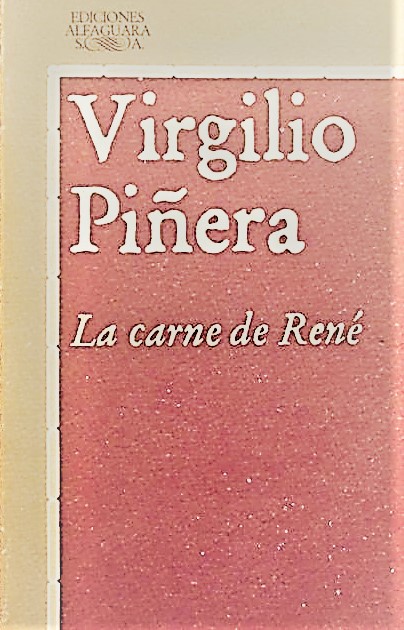 EDICIONES
ALFAGUARA
S. A.
Virgilio
Piñera
La carne de René